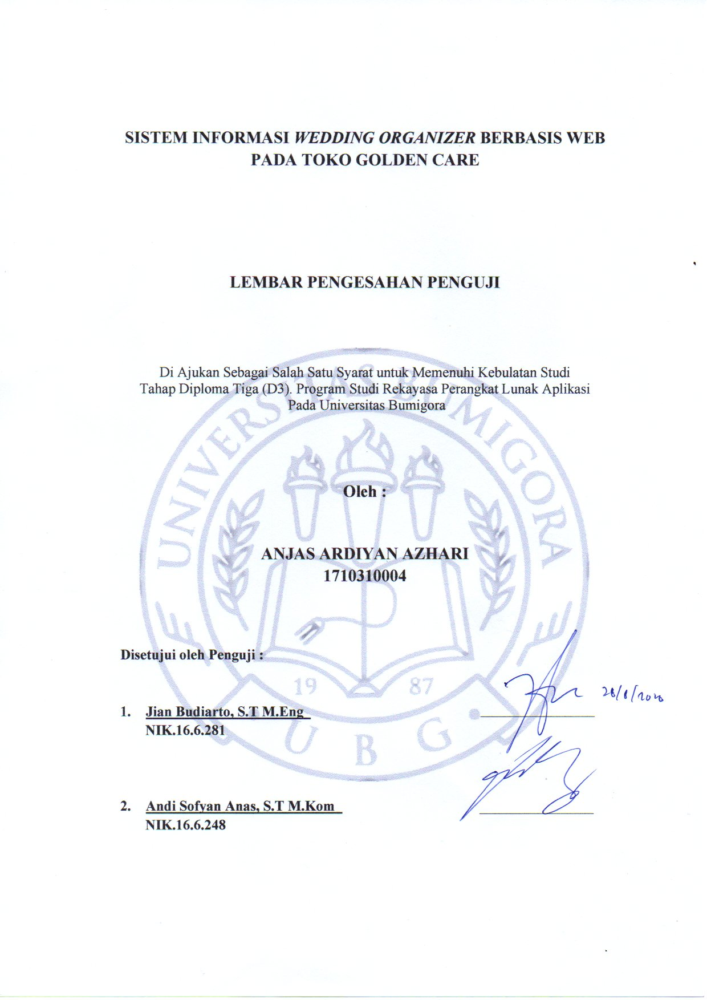 SISTEM INFORMASI WEDDING ORGANIZER BERBASIS WEB
PADA TOKO GOLDEN CARE
LEMBAR PENGESAHAN PENGUJI
Di Ajukan Sebagai Salah Satu Syarat untuk Memenuhi Kebulatan Studi
Tahap Diploma Tiga (D3). Program Studi Rekayasa Perangkat Lunak Aplikasi
Pada Universitas Bumigora
UNIVERSITAS BUMIGORA
Oleh :
ANJAS ARDIYAN AZHARI
1710310004
Disetujui oleh Penguji :
19 87
1. Jian Budiarto, S.T M.Eng
NIK.16.6.281
U B G
2. Andi Sofyan Anas, S.T M.Kom
NIK.16.6.248